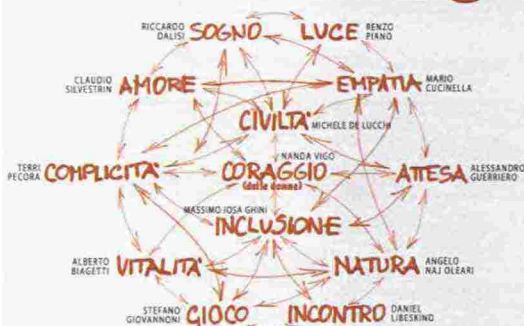 RICCARDO DALISI SOGNO LUCE RENZO PIANO
CLAUDIO SILVESTRIN AMORE EMPATIA MARIO CUCINELLA
CIVILTA' MICHELE DE LUCCHI
NANDA VIGO
TERRI PECORA COMPLICITA' CORAGGIO ATTESA ALESSANDRO GUERRIERO
(delle donne)
MASSIMO JOSA GHINI
INCLUSIONE
ALBERTO BIAGETTI VITALITA' NATURA ANGELO NAJ OLEARI
STEFANO GIOVANNONI GIOCO INCONTRO DANIEL LIBESKIND